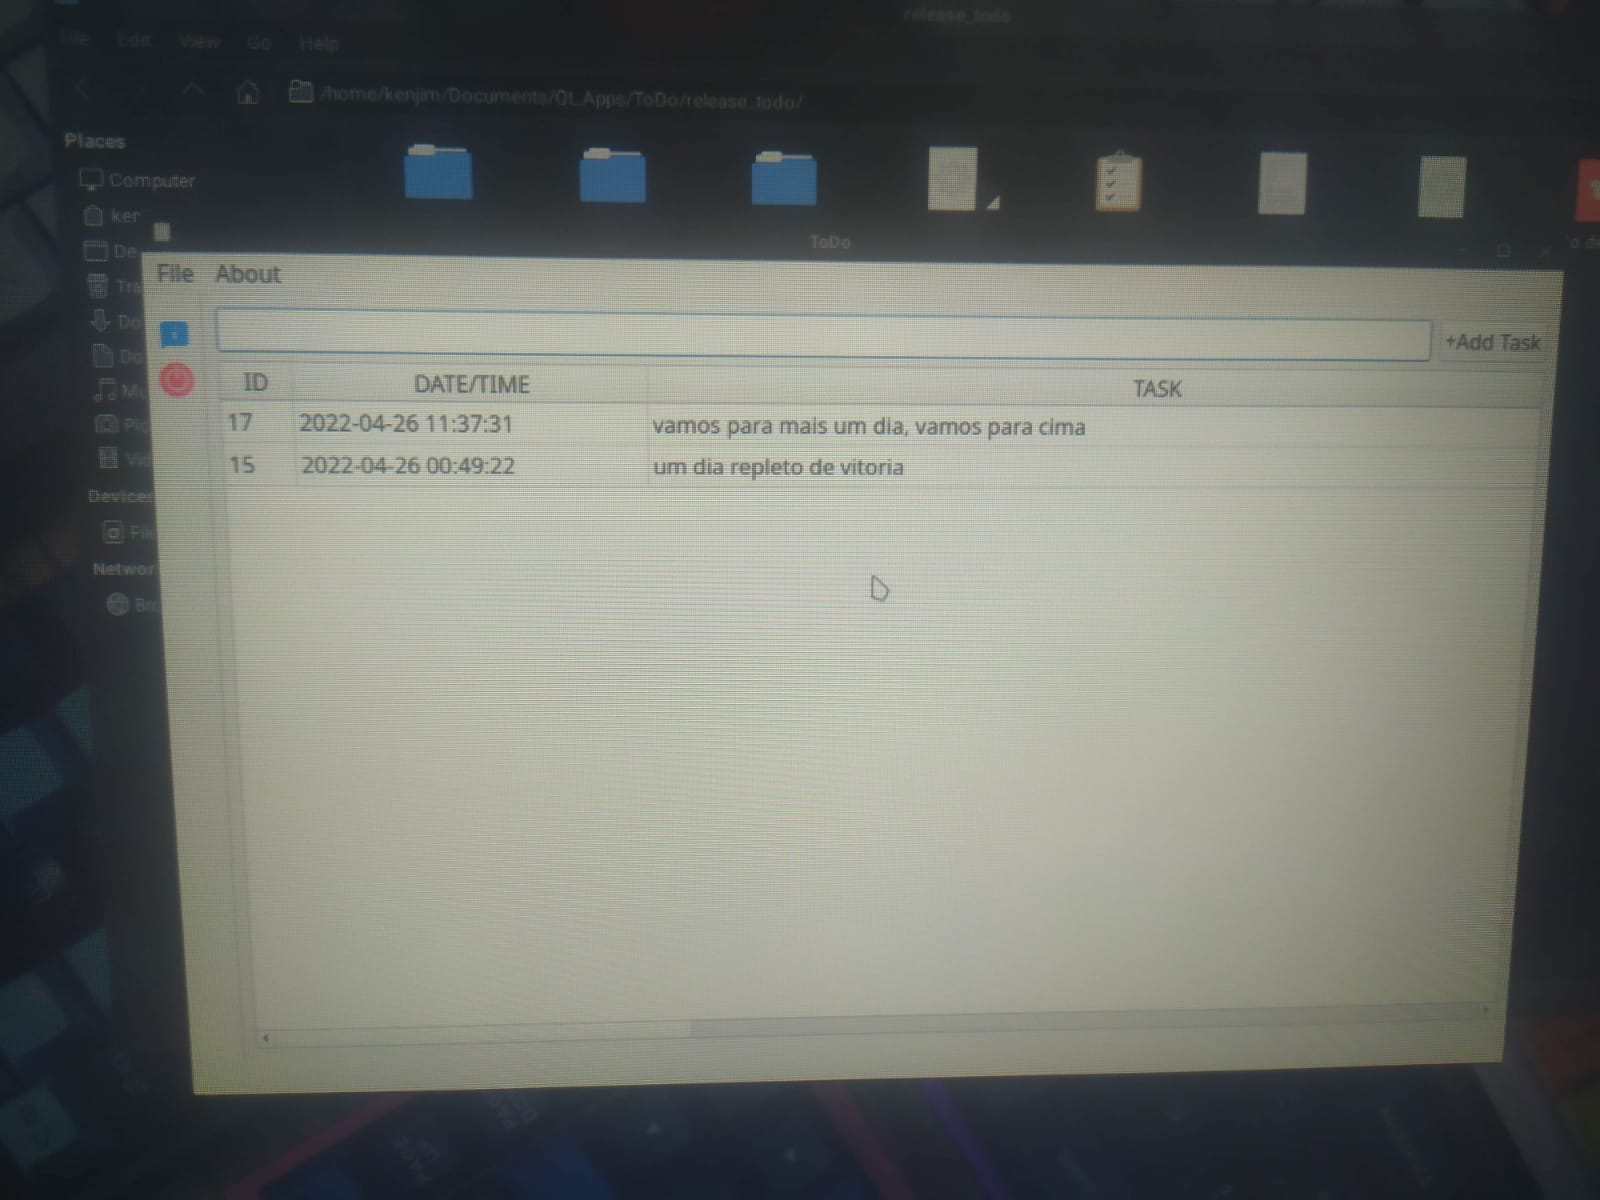 release_todo
File Edit View Go Help
/home/kenjim/Documents/Qt_Apps/ToDo/release_todo/
Places
Computer
ker
De
Tra
Do
Do
Mu
Pic
Vid
Devices
File
Networ
Bro
ToDo
File About
+Add Task
ID DATE/TIME TASK
17 2022-04-26 11:37:31 vamos para mais um dia, vamos para cima
15 2022-04-26 00:49:22 um dia repleto de vitoria